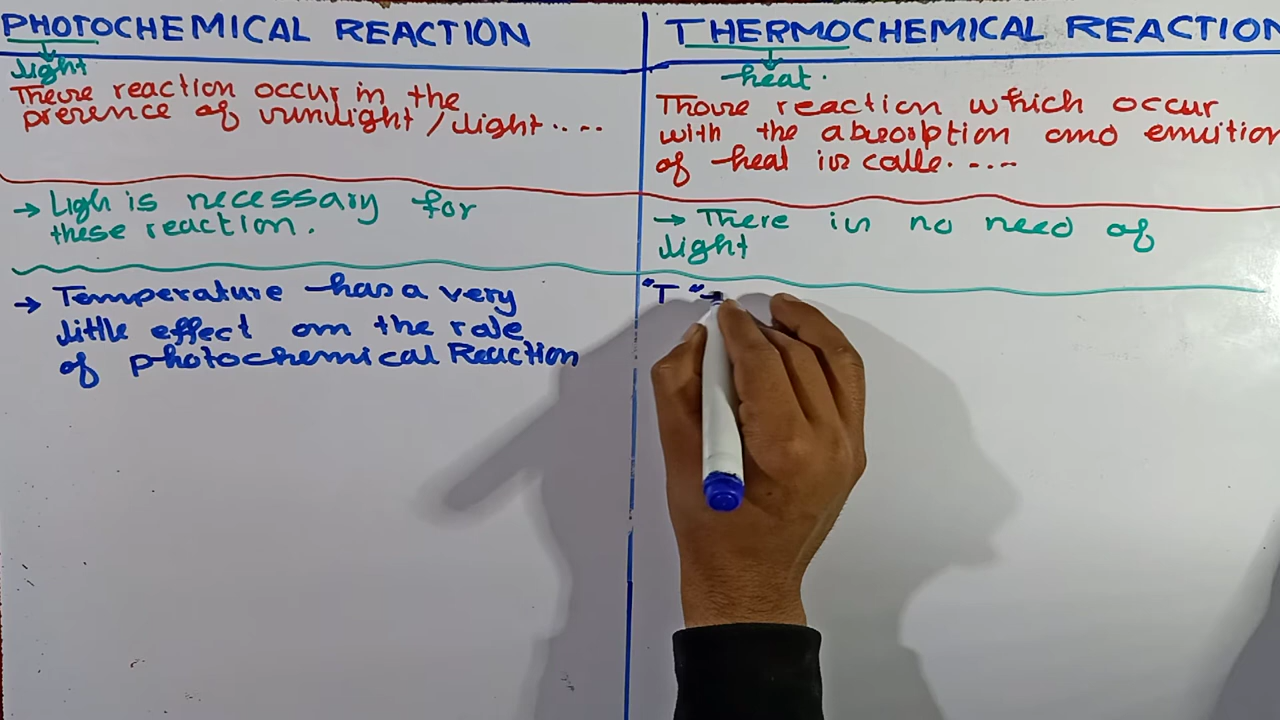 PHOTOCHEMICAL REACTION
light
These reaction occur in the
presence of sunlight / light ....
→ Ligh is necessary for
these reaction.
→ Temperature has a very
little effect on the rate
of photochemical Reaction
THERMOCHEMICAL REACTION
heat.
Those reaction which occur
with the absorption and emission
of heat is calle. ....
→ There is no need of
light
"T"